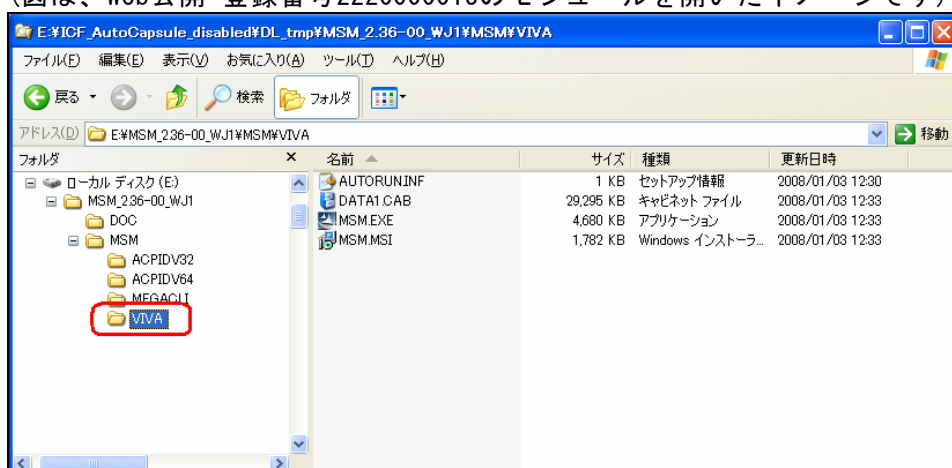 E:¥ICF_AutoCapsule_disabled¥DL_tmp¥MSM_2.36-00_WJ1¥MSM¥VIVA
ファイル(F) 編集(E) 表示(V) お気に入り(A) ツール(T) ヘルプ(H)
戻る 検索 フォルダ
アドレス(D) E:¥MSM_2.36-00_WJ1¥MSM¥VIVA 移動
フォルダ × 名前 サイズ 種類 更新日時
ローカル ディスク (E:) AUTORUN.INF 1 KB セットアップ情報 2008/01/03 12:30
MSM_2.36-00_WJ1 DATA1.CAB 29,295 KB キャビネット ファイル 2008/01/03 12:33
DOC MSM.EXE 4,680 KB アプリケーション 2008/01/03 12:33
MSM MSM.MSI 1,782 KB Windows インストーラ... 2008/01/03 12:33
ACPIDV32
ACPIDV64
MEGACLI
VIVA